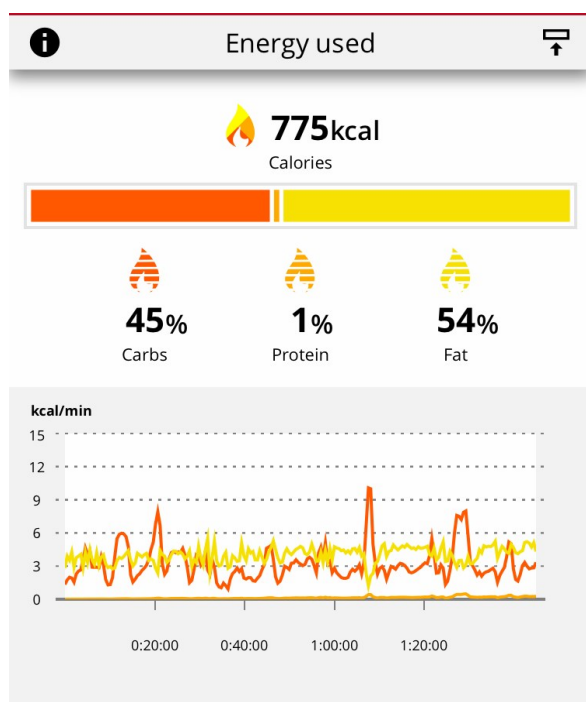 Energy used
775kcal
Calories
45% 1% 54%
Carbs Protein Fat
kcal/min
15
12
9
6
3
0
0:20:00 0:40:00 1:00:00 1:20:00